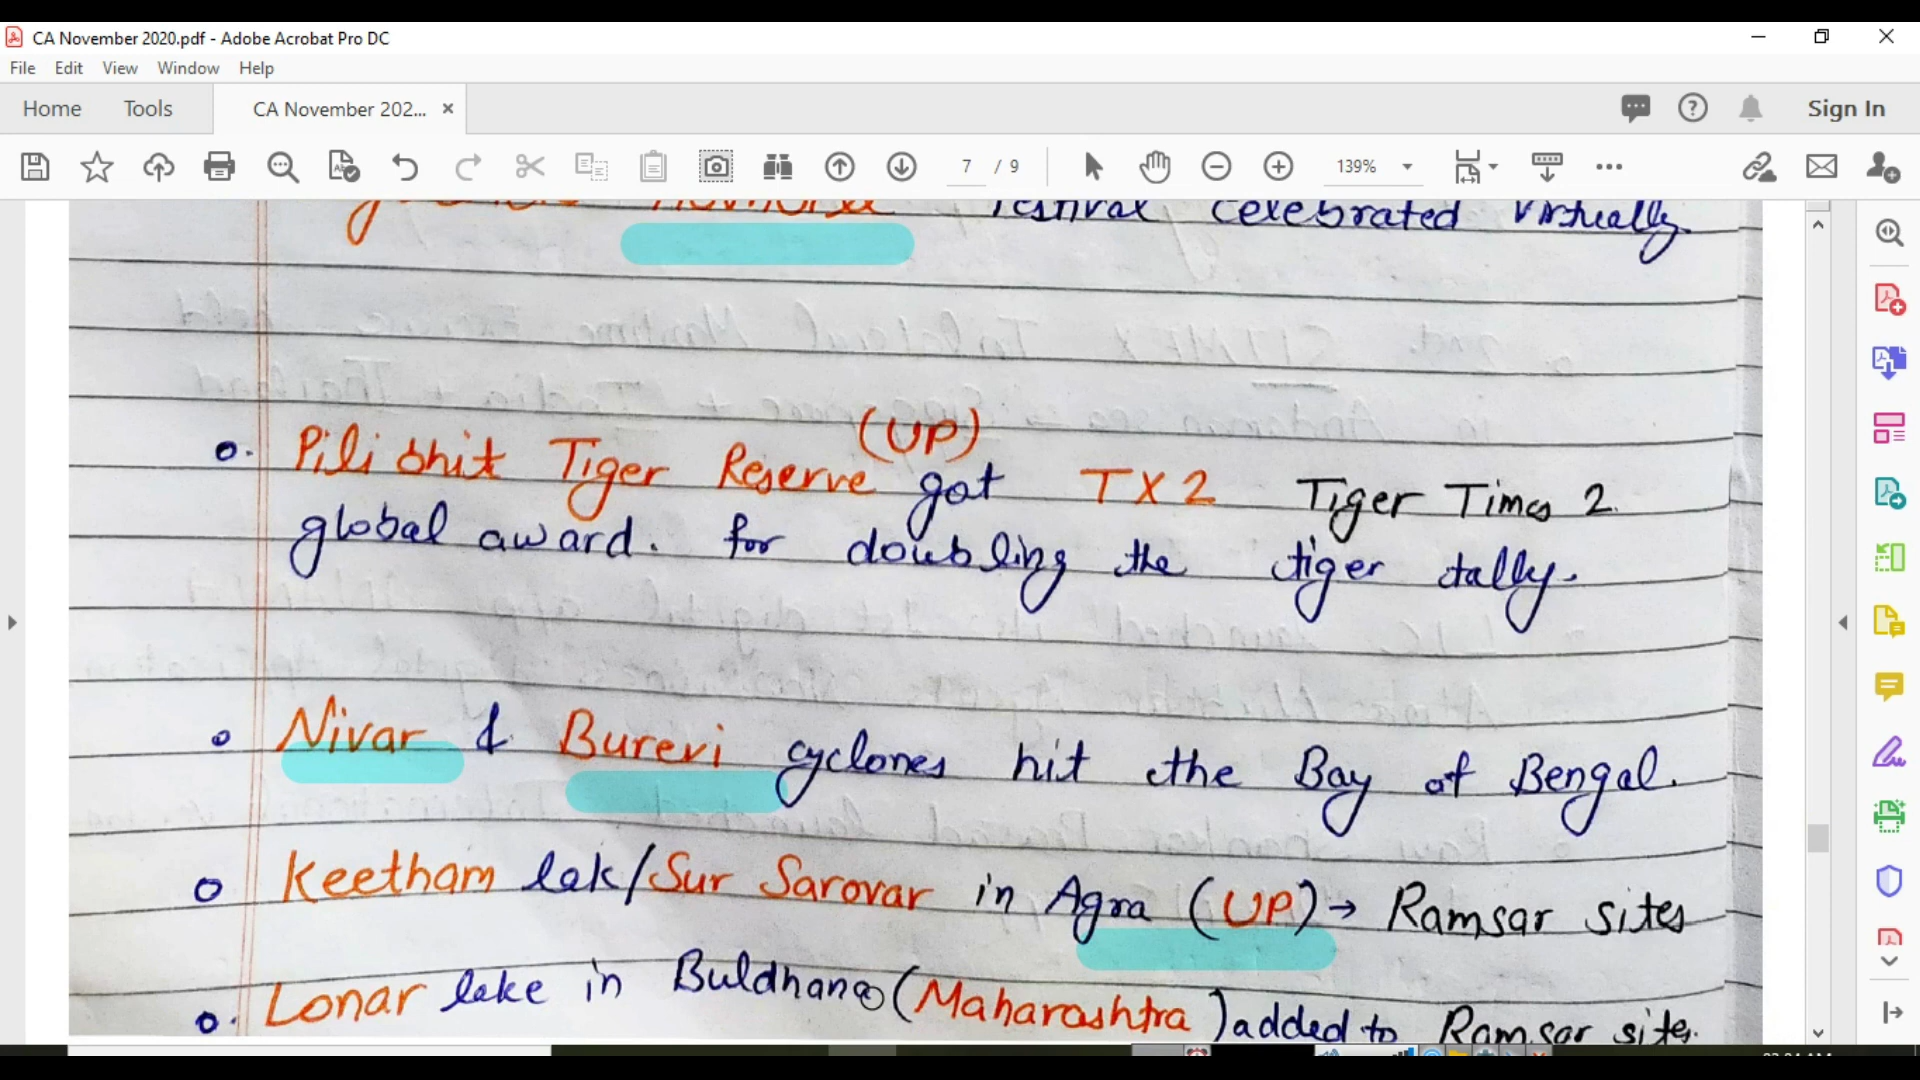 CA November 2020.pdf - Adobe Acrobat Pro DC
File Edit View Window Help
Home Tools CA November 202... × Sign In
7 / 9 139%
festival celebrated virtually
(UP)
Pilibhit Tiger Reserve got TX2 Tiger Times 2
global award. for doubling the tiger tally.
Nivar & Burevi cyclones hit the Bay of Bengal.
Keetham lak/Sur Sarovar in Agra (UP) → Ramsar sites
Lonar lake in Buldhana (Maharashtra) added to Ramsar site.